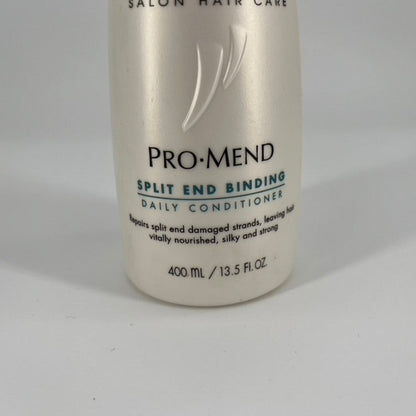 SALON HAIR CARE
PRO·MEND
SPLIT END BINDING
DAILY CONDITIONER
Repairs split end damaged strands, leaving hair
vitally nourished, silky and strong
400 ML / 13.5 FL. OZ.